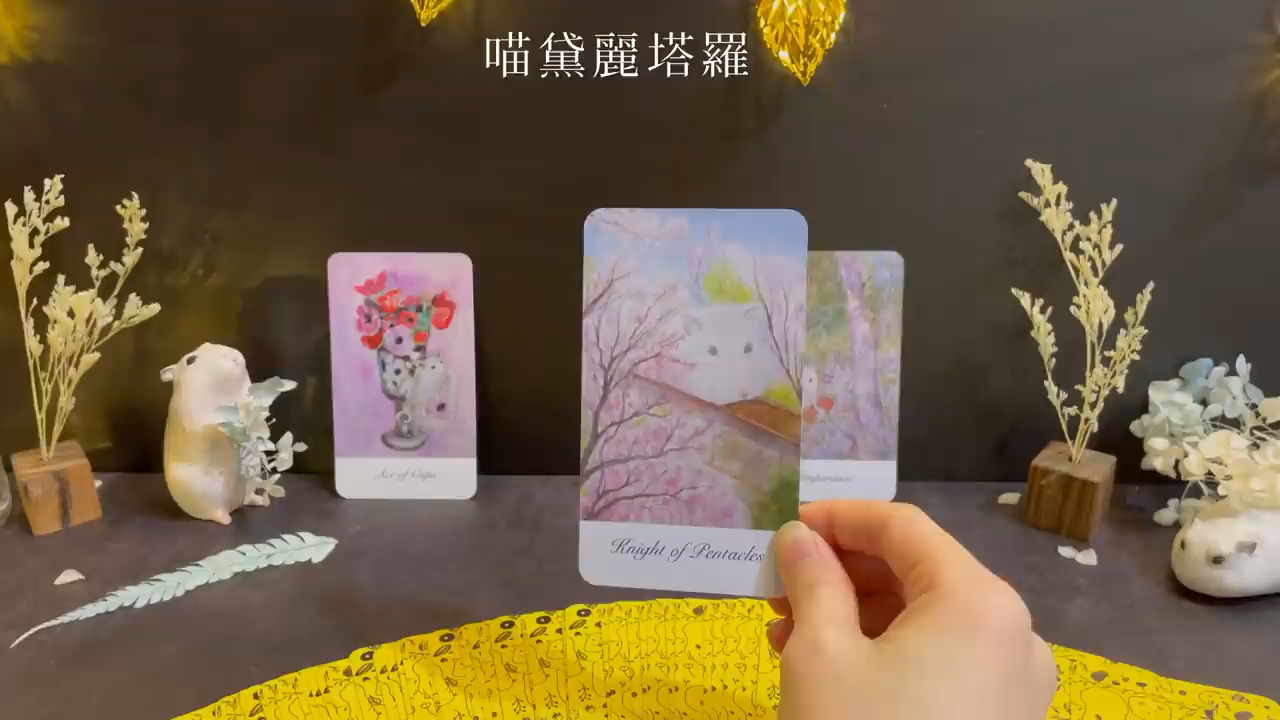 喵黛麗塔羅
Ace of Cups
Knight of Pentacles